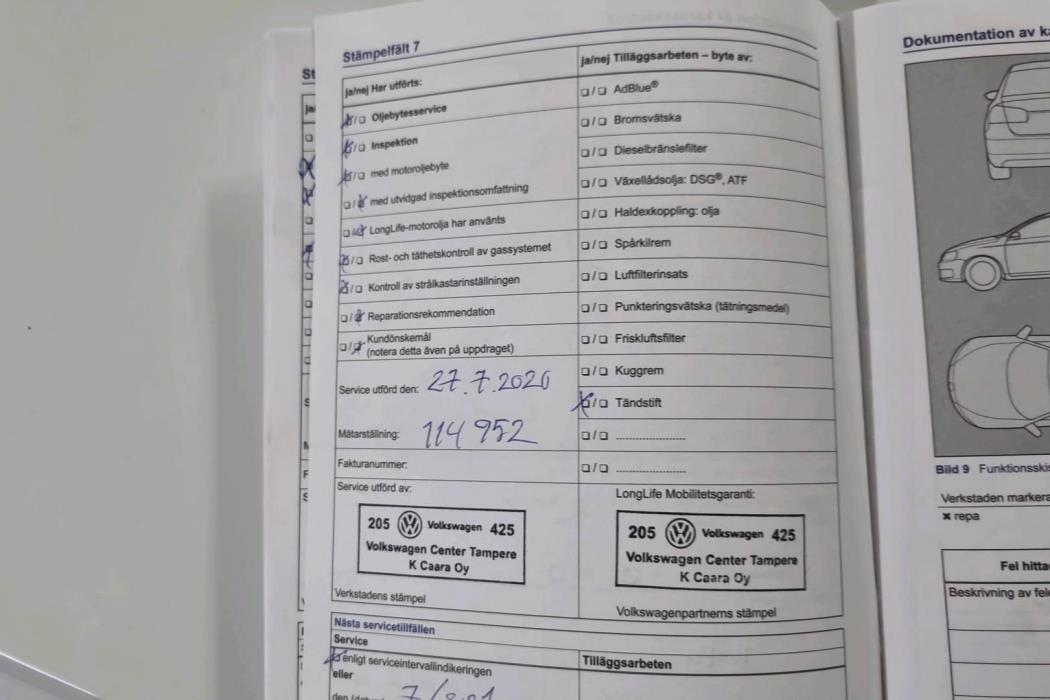 Stämpelfält 7
ja/nej Har utförts:
/ Oljebytesservice
/ Inspektion
/ med motoroljebyte
/ med utvidgad inspektionsomfattning
/ LongLife-motorolja har använts
/ Rost- och täthetskontroll av gassystemet
/ Kontroll av strålkastarinställningen
/ Reparationsrekommendation
/ Kundönskemål
(notera detta även på uppdraget)
Service utförd den: 27.7.2020
Mätarställning: 114 952
Fakturanummer:
Service utförd av:
205 Volkswagen 425
Volkswagen Center Tampere
K Caara Oy
Verkstadens stämpel
ja/nej Tilläggsarbeten – byte av:
/ AdBlue®
/ Bromsvätska
/ Dieselbränslefilter
/ Växellådsolja: DSG®, ATF
/ Haldexkoppling: olja
/ Spårkilrem
/ Luftfilterinsats
/ Punkteringsvätska (tätningsmedel)
/ Friskluftsfilter
/ Kuggrem
/ Tändstift
/ ......................
/ ......................
LongLife Mobilitetsgaranti:
205 Volkswagen 425
Volkswagen Center Tampere
K Caara Oy
Volkswagenpartnerns stämpel
Nästa servicetillfällen
Service
enligt serviceintervallindikeringen
eller
Tilläggsarbeten
Dokumentation av
Bild 9 Funktionsski
Verkstaden markera
✖ repa
Fel hitta
Beskrivning av fele